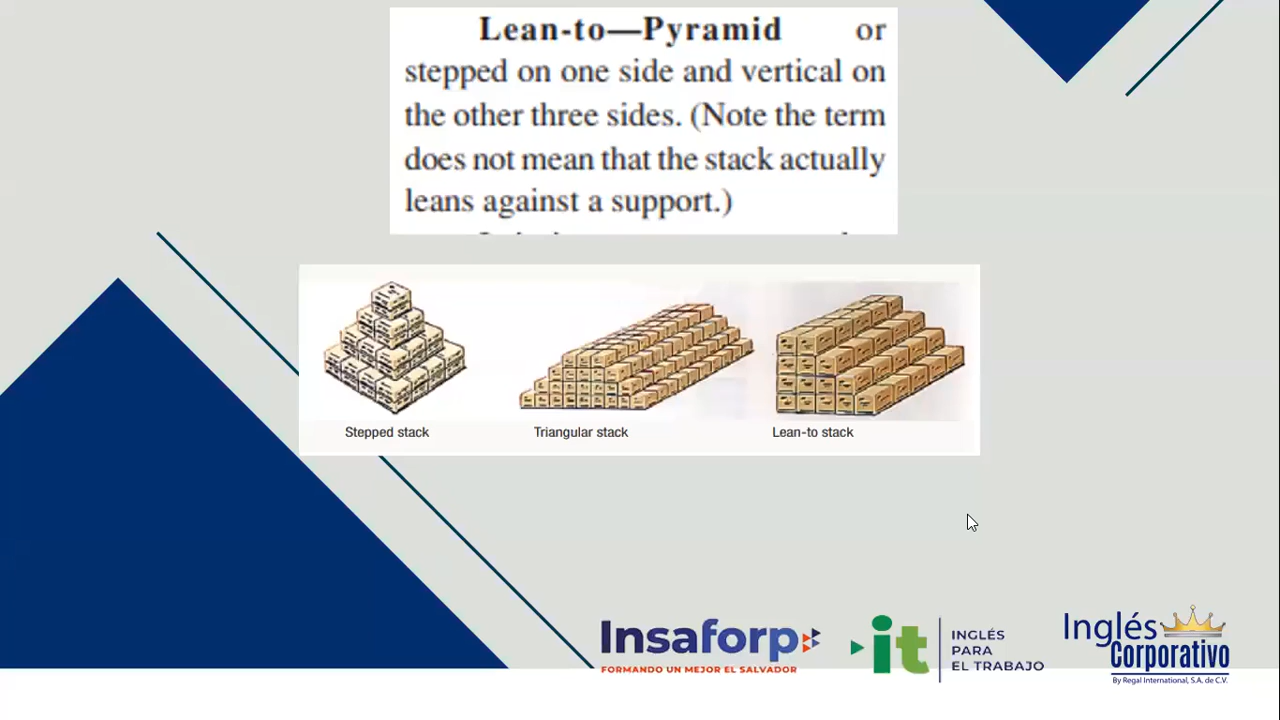 Lean-to—Pyramid or
stepped on one side and vertical on
the other three sides. (Note the term
does not mean that the stack actually
leans against a support.)
Stepped stack
Triangular stack
Lean-to stack
Insaforp
FORMANDO UN MEJOR EL SALVADOR
it
INGLÉS
PARA
EL TRABAJO
Inglés
Corporativo
By Regal International, S.A. de C.V.